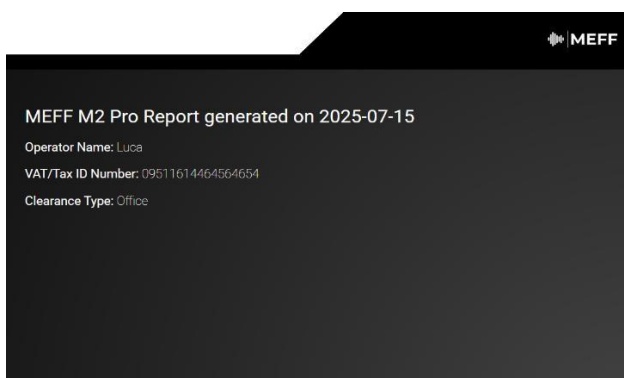 MEFF
MEFF M2 Pro Report generated on 2025-07-15
Operator Name: Luca
VAT/Tax ID Number: 09511614464564654
Clearance Type: Office